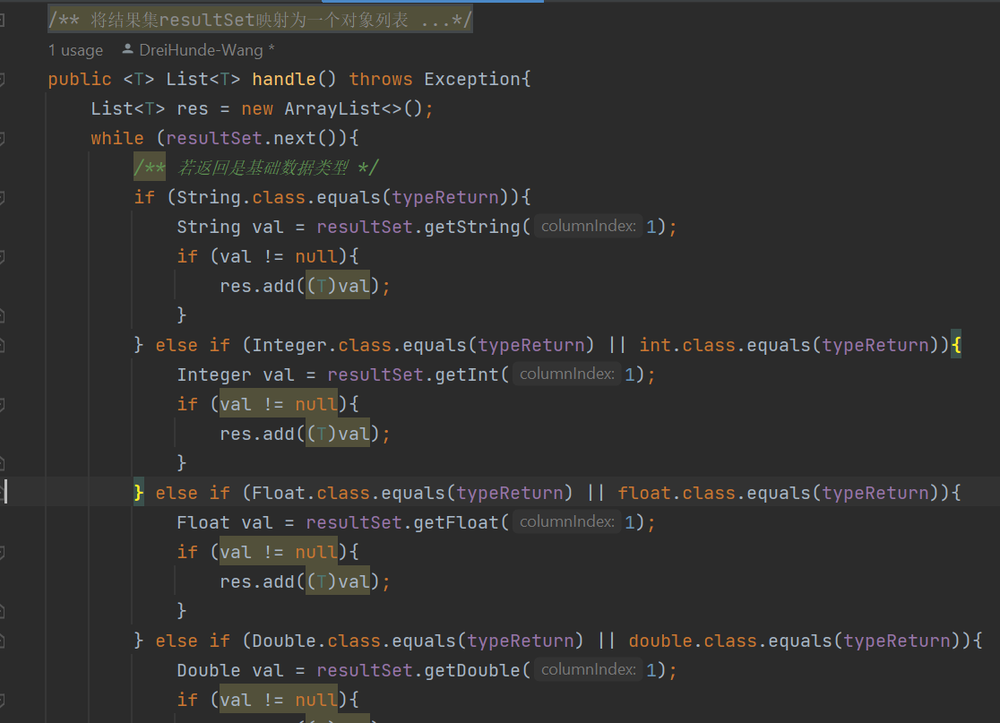 /** 将结果集resultSet映射为一个对象列表 ...*/
1 usage DreiHunde-Wang *
public <T> List<T> handle() throws Exception{
List<T> res = new ArrayList<>();
while (resultSet.next()){
/** 若返回是基础数据类型 */
if (String.class.equals(typeReturn)){
String val = resultSet.getString( columnIndex: 1);
if (val != null){
res.add((T)val);
}
} else if (Integer.class.equals(typeReturn) || int.class.equals(typeReturn)){
Integer val = resultSet.getInt( columnIndex: 1);
if (val != null){
res.add((T)val);
}
} else if (Float.class.equals(typeReturn) || float.class.equals(typeReturn)){
Float val = resultSet.getFloat( columnIndex: 1);
if (val != null){
res.add((T)val);
}
} else if (Double.class.equals(typeReturn) || double.class.equals(typeReturn)){
Double val = resultSet.getDouble( columnIndex: 1);
if (val != null){